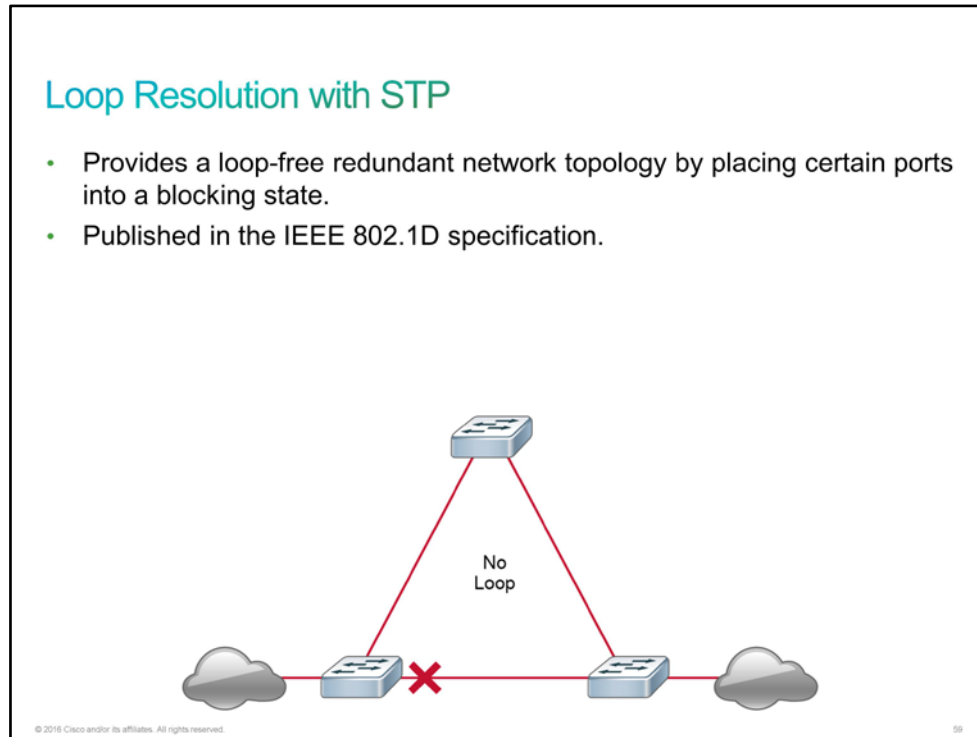 Loop Resolution with STP
• Provides a loop-free redundant network topology by placing certain ports
into a blocking state.
• Published in the IEEE 802.1D specification.
No
Loop
© 2016 Cisco and/or its affiliates. All rights reserved.
59